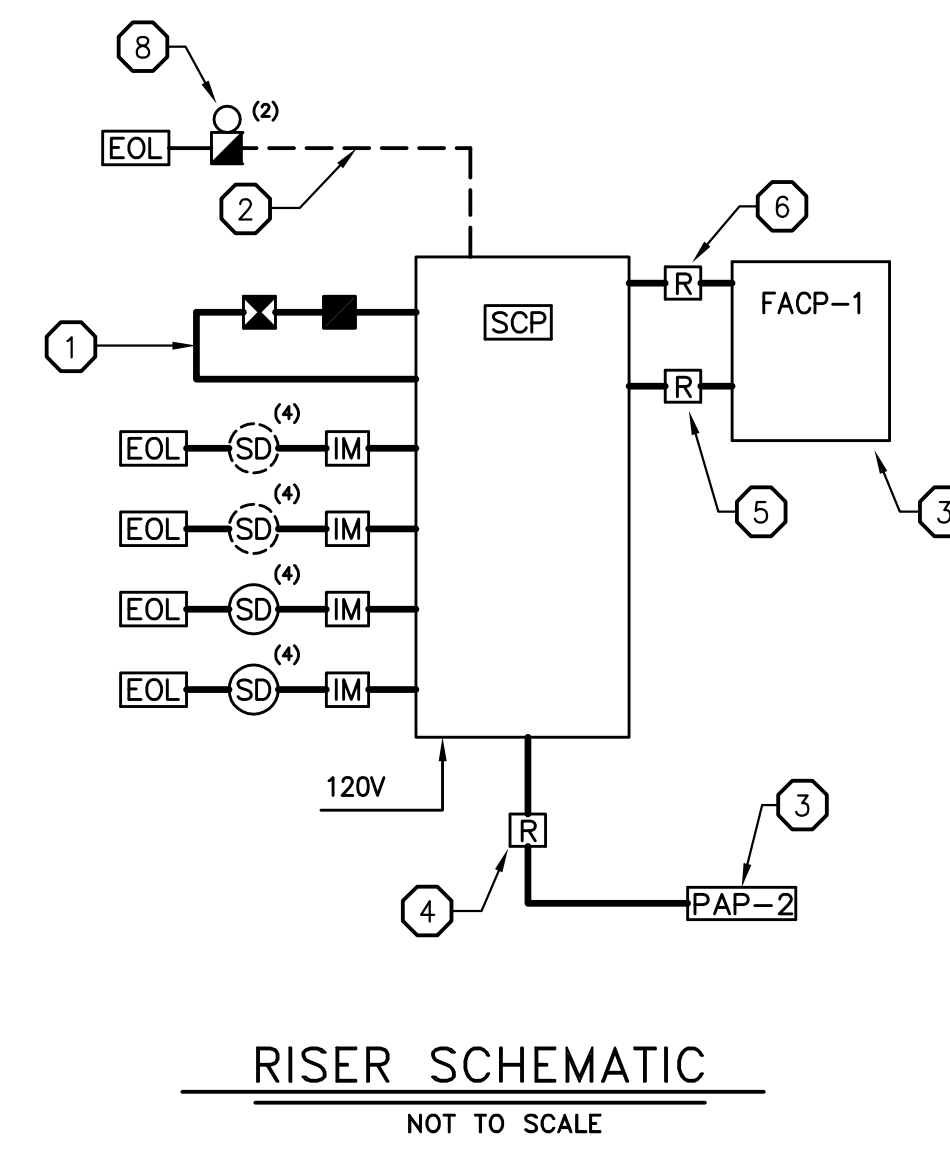 8
(2)
EOL
2
6
R
FACP-1
SCP
1
R
(4)
EOL SD IM
(4)
EOL SD IM
5
3
(4)
EOL SD IM
(4)
EOL SD IM
120V
3
R
4
PAP-2
RISER SCHEMATIC
NOT TO SCALE